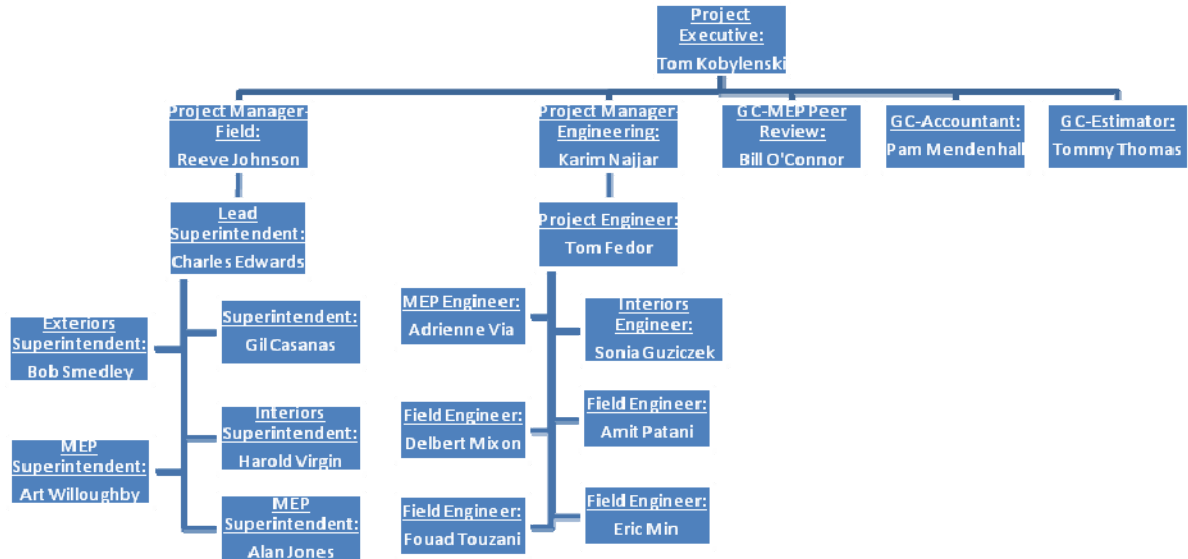 Project
Executive:
Tom Kobylenski
Project Manager-
Field:
Reeve Johnson
Project Manager-
Engineering:
Karim Najjar
GC-MEP Peer
Review:
Bill O'Connor
GC-Accountant:
Pam Mendenhall
GC-Estimator:
Tommy Thomas
Lead
Superintendent:
Charles Edwards
Project Engineer:
Tom Fedor
Exteriors
Superintendent:
Bob Smedley
Superintendent:
Gil Casanas
MEP
Superintendent:
Art Willoughby
Interiors
Superintendent:
Harold Virgin
MEP
Superintendent:
Alan Jones
MEP Engineer:
Adrienne Via
Interiors
Engineer:
Sonia Guziczek
Field Engineer:
Delbert Mixon
Field Engineer:
Amit Patani
Field Engineer:
Fouad Touzani
Field Engineer:
Eric Min